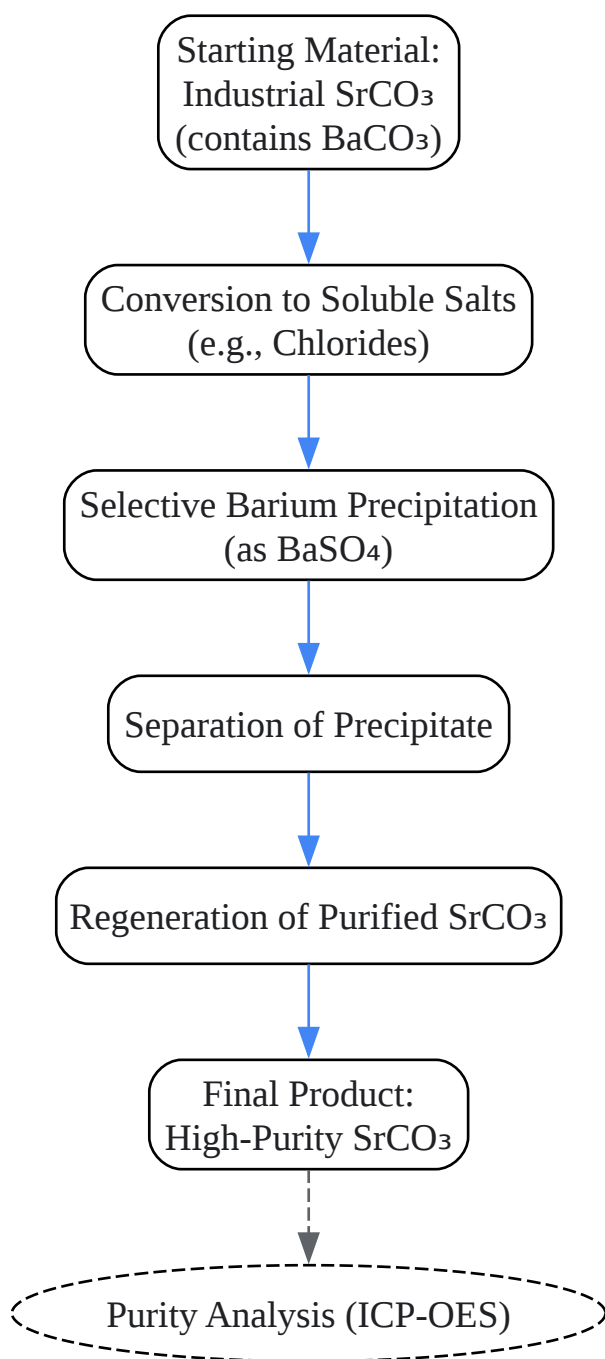 Starting Material:
Industrial SrCO₃
(contains BaCO₃)
Conversion to Soluble Salts
(e.g., Chlorides)
Selective Barium Precipitation
(as BaSO₄)
Separation of Precipitate
Regeneration of Purified SrCO₃
Final Product:
High-Purity SrCO₃
Purity Analysis (ICP-OES)